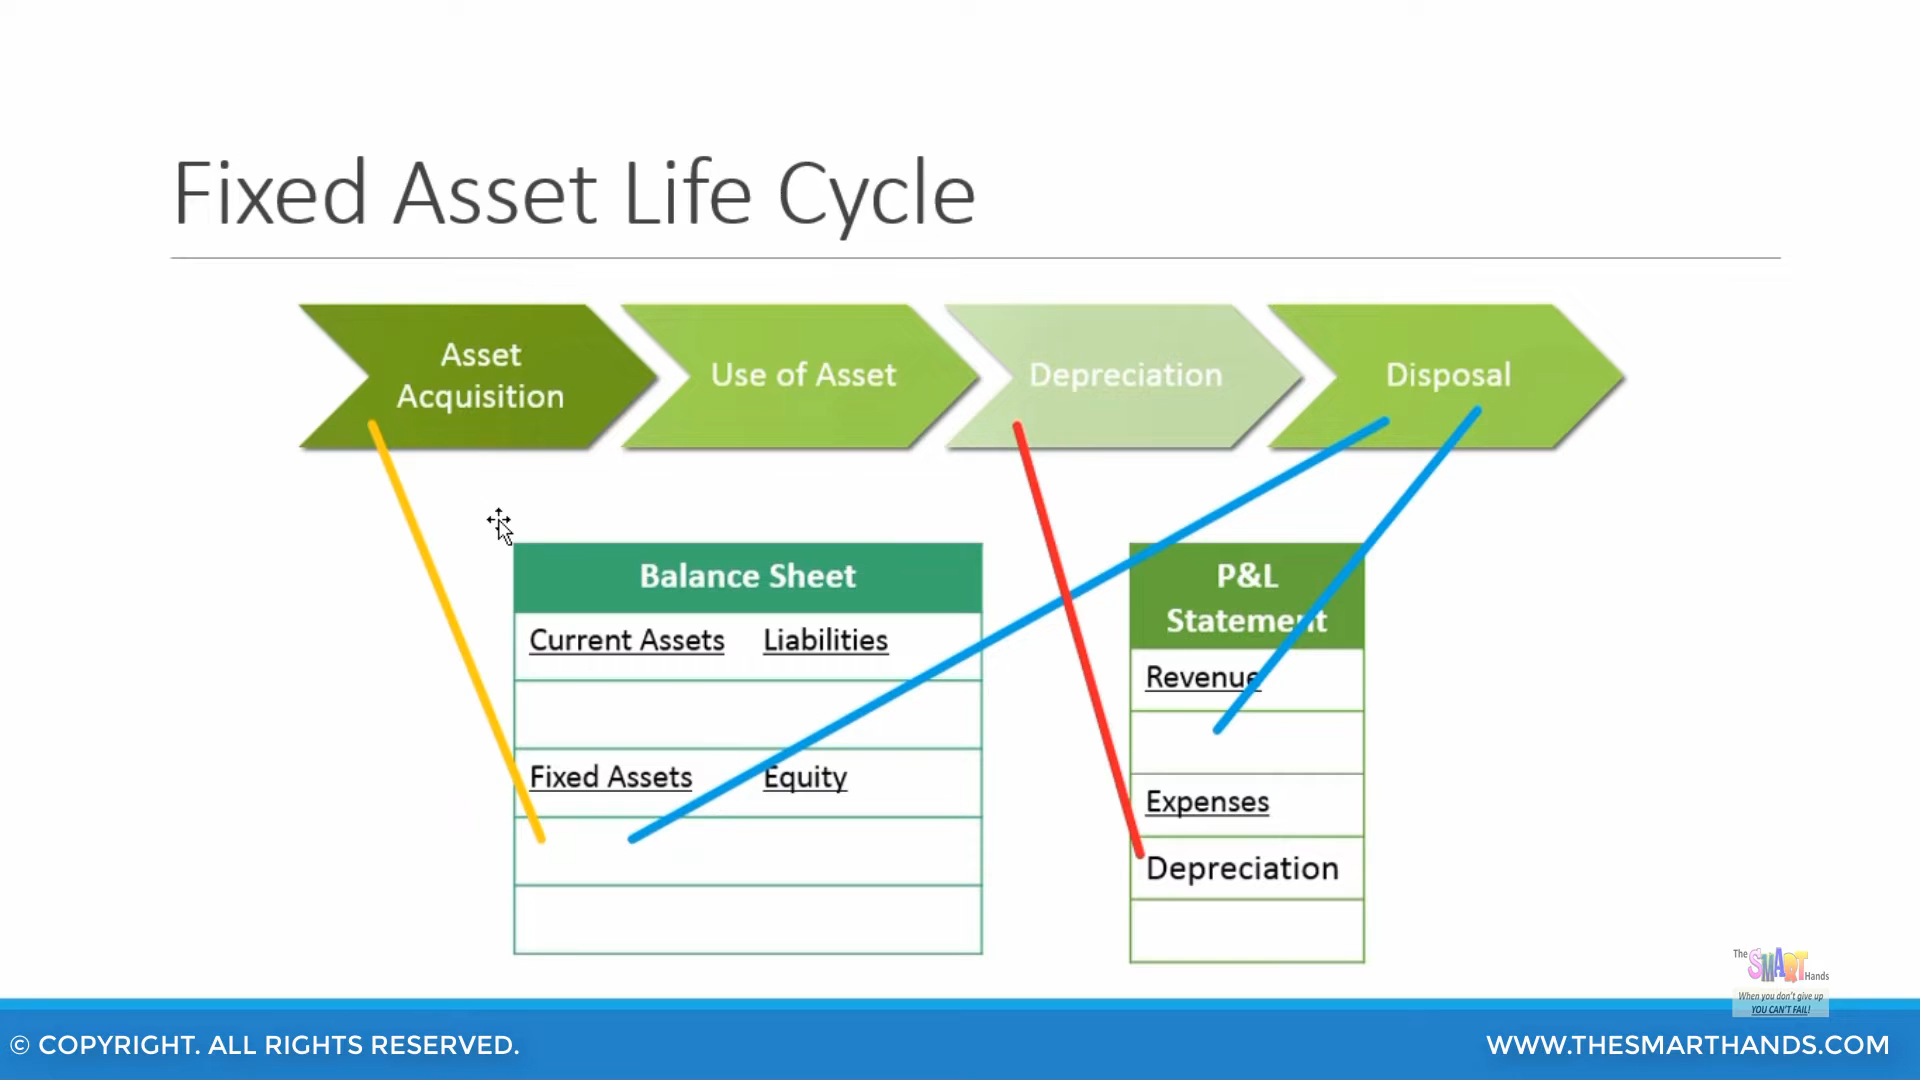 Fixed Asset Life Cycle
Asset
Acquisition
Use of Asset
Depreciation
Disposal
Balance Sheet
Current Assets Liabilities
Fixed Assets Equity
P&L
Statement
Revenue
Expenses
Depreciation
The
SMART
Hands
When you don't give up
YOU CAN'T FAIL!
© COPYRIGHT. ALL RIGHTS RESERVED.
WWW.THESMARTHANDS.COM